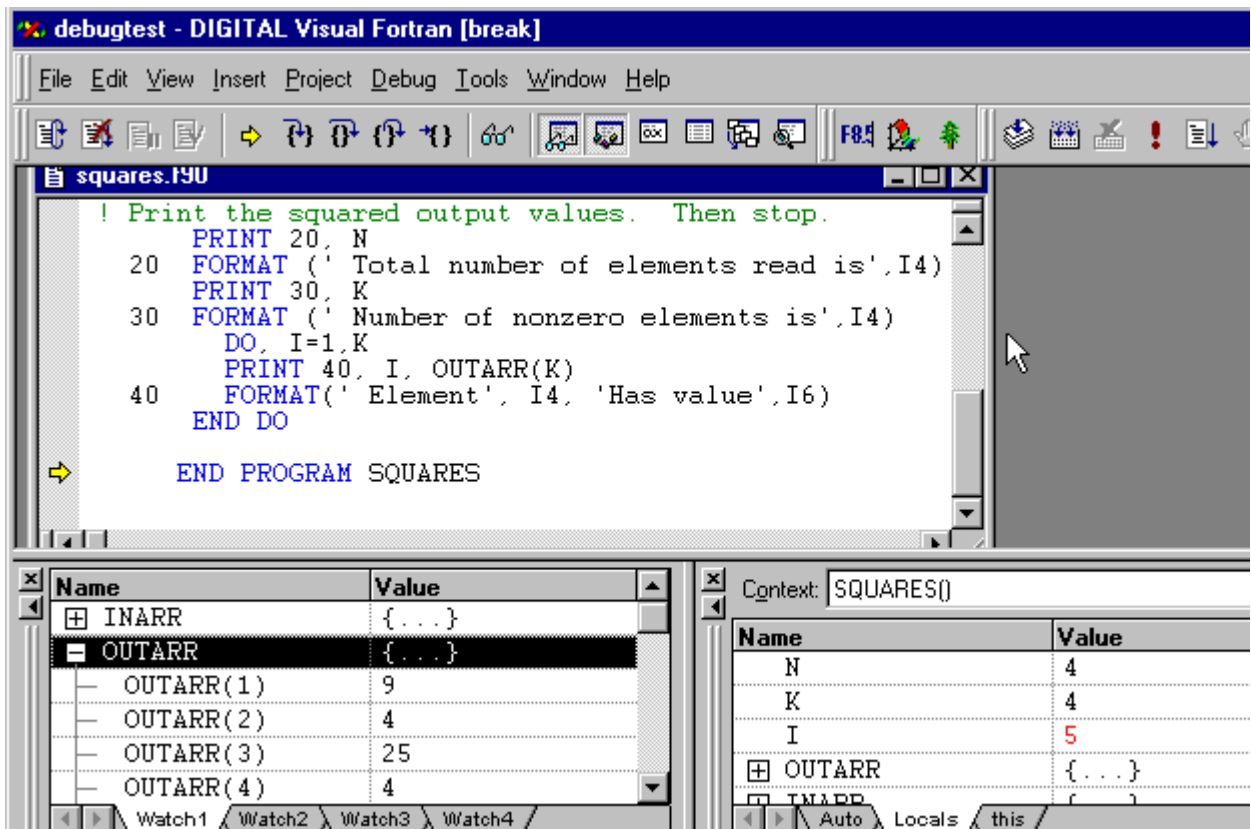 debugtest - DIGITAL Visual Fortran [break]
File Edit View Insert Project Debug Tools Window Help
F8.5
squares.f90
! Print the squared output values.  Then stop.
PRINT 20, N
20 FORMAT (' Total number of elements read is',I4)
PRINT 30, K
30 FORMAT (' Number of nonzero elements is',I4)
DO, I=1,K
PRINT 40, I, OUTARR(K)
40 FORMAT(' Element', I4, 'Has value',I6)
END DO
END PROGRAM SQUARES
Name Value
INARR {...}
OUTARR {...}
OUTARR(1) 9
OUTARR(2) 4
OUTARR(3) 25
OUTARR(4) 4
Watch1 Watch2 Watch3 Watch4
Context: SQUARES()
Name Value
N 4
K 4
I 5
OUTARR {...}
INARR {...}
Auto Locals this